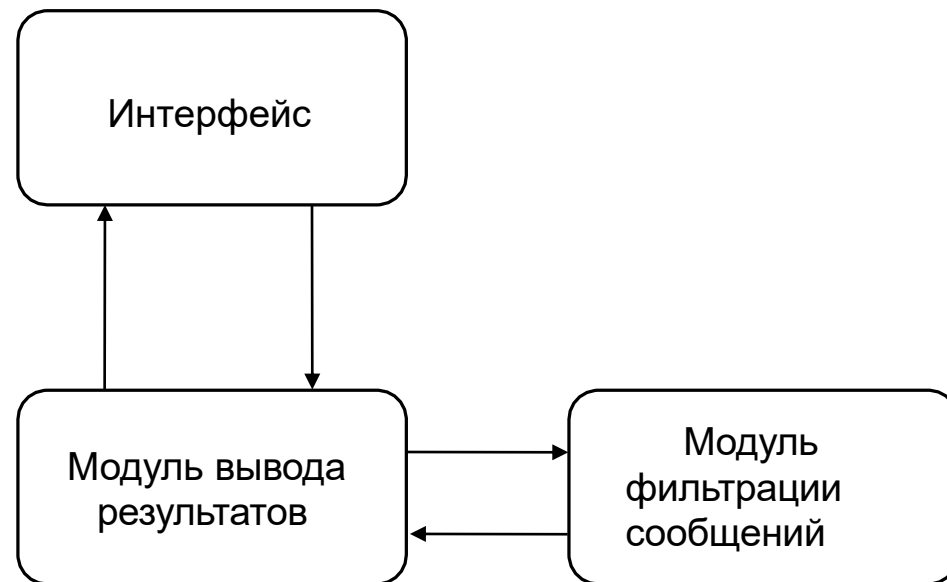 Интерфейс
Модуль вывода
результатов
Модуль
фильтрации
сообщений